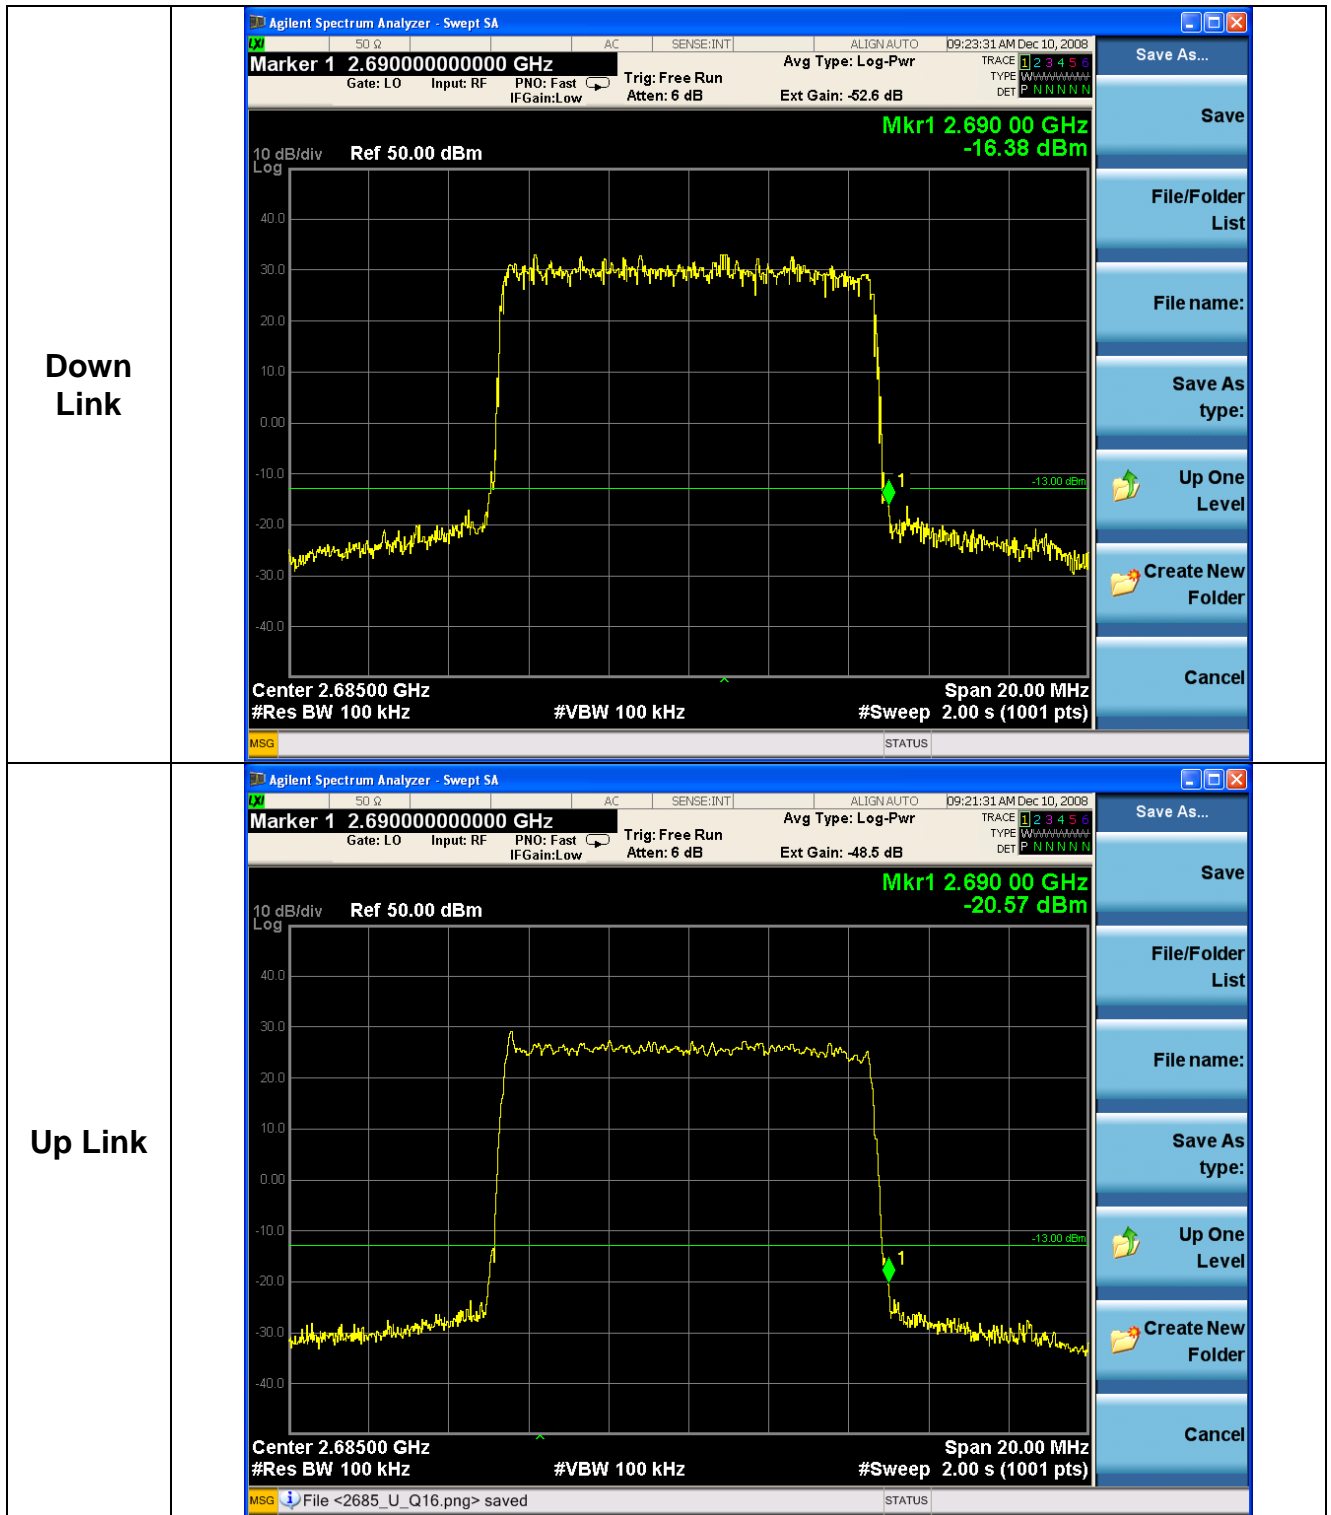 Down
Link
Agilent Spectrum Analyzer - Swept SA
LXI 50 Ω AC SENSE:INT ALIGN AUTO 09:23:31 AM Dec 10, 2008
Marker 1 2.690000000000 GHz
Gate: LO Input: RF PNO: Fast IFGain:Low
Trig: Free Run
Atten: 6 dB
Avg Type: Log-Pwr
Ext Gain: -52.6 dB
TRACE 1 2 3 4 5 6
TYPE
DET P N N N N N
Mkr1 2.690 00 GHz
-16.38 dBm
10 dB/div Ref 50.00 dBm
Log
40.0
30.0
20.0
10.0
0.00
-10.0
-20.0
-30.0
-40.0
-13.00 dBm
1
Center 2.68500 GHz Span 20.00 MHz
#Res BW 100 kHz #VBW 100 kHz #Sweep 2.00 s (1001 pts)
MSG STATUS
Save As...
Save
File/Folder
List
File name:
Save As
type:
Up One
Level
Create New
Folder
Cancel
Up Link
Agilent Spectrum Analyzer - Swept SA
LXI 50 Ω AC SENSE:INT ALIGN AUTO 09:21:31 AM Dec 10, 2008
Marker 1 2.690000000000 GHz
Gate: LO Input: RF PNO: Fast IFGain:Low
Trig: Free Run
Atten: 6 dB
Avg Type: Log-Pwr
Ext Gain: -48.5 dB
TRACE 1 2 3 4 5 6
TYPE
DET P N N N N N
Mkr1 2.690 00 GHz
-20.57 dBm
10 dB/div Ref 50.00 dBm
Log
40.0
30.0
20.0
10.0
0.00
-10.0
-20.0
-30.0
-40.0
-13.00 dBm
1
Center 2.68500 GHz Span 20.00 MHz
#Res BW 100 kHz #VBW 100 kHz #Sweep 2.00 s (1001 pts)
MSG File <2685_U_Q16.png> saved STATUS
Save As...
Save
File/Folder
List
File name:
Save As
type:
Up One
Level
Create New
Folder
Cancel